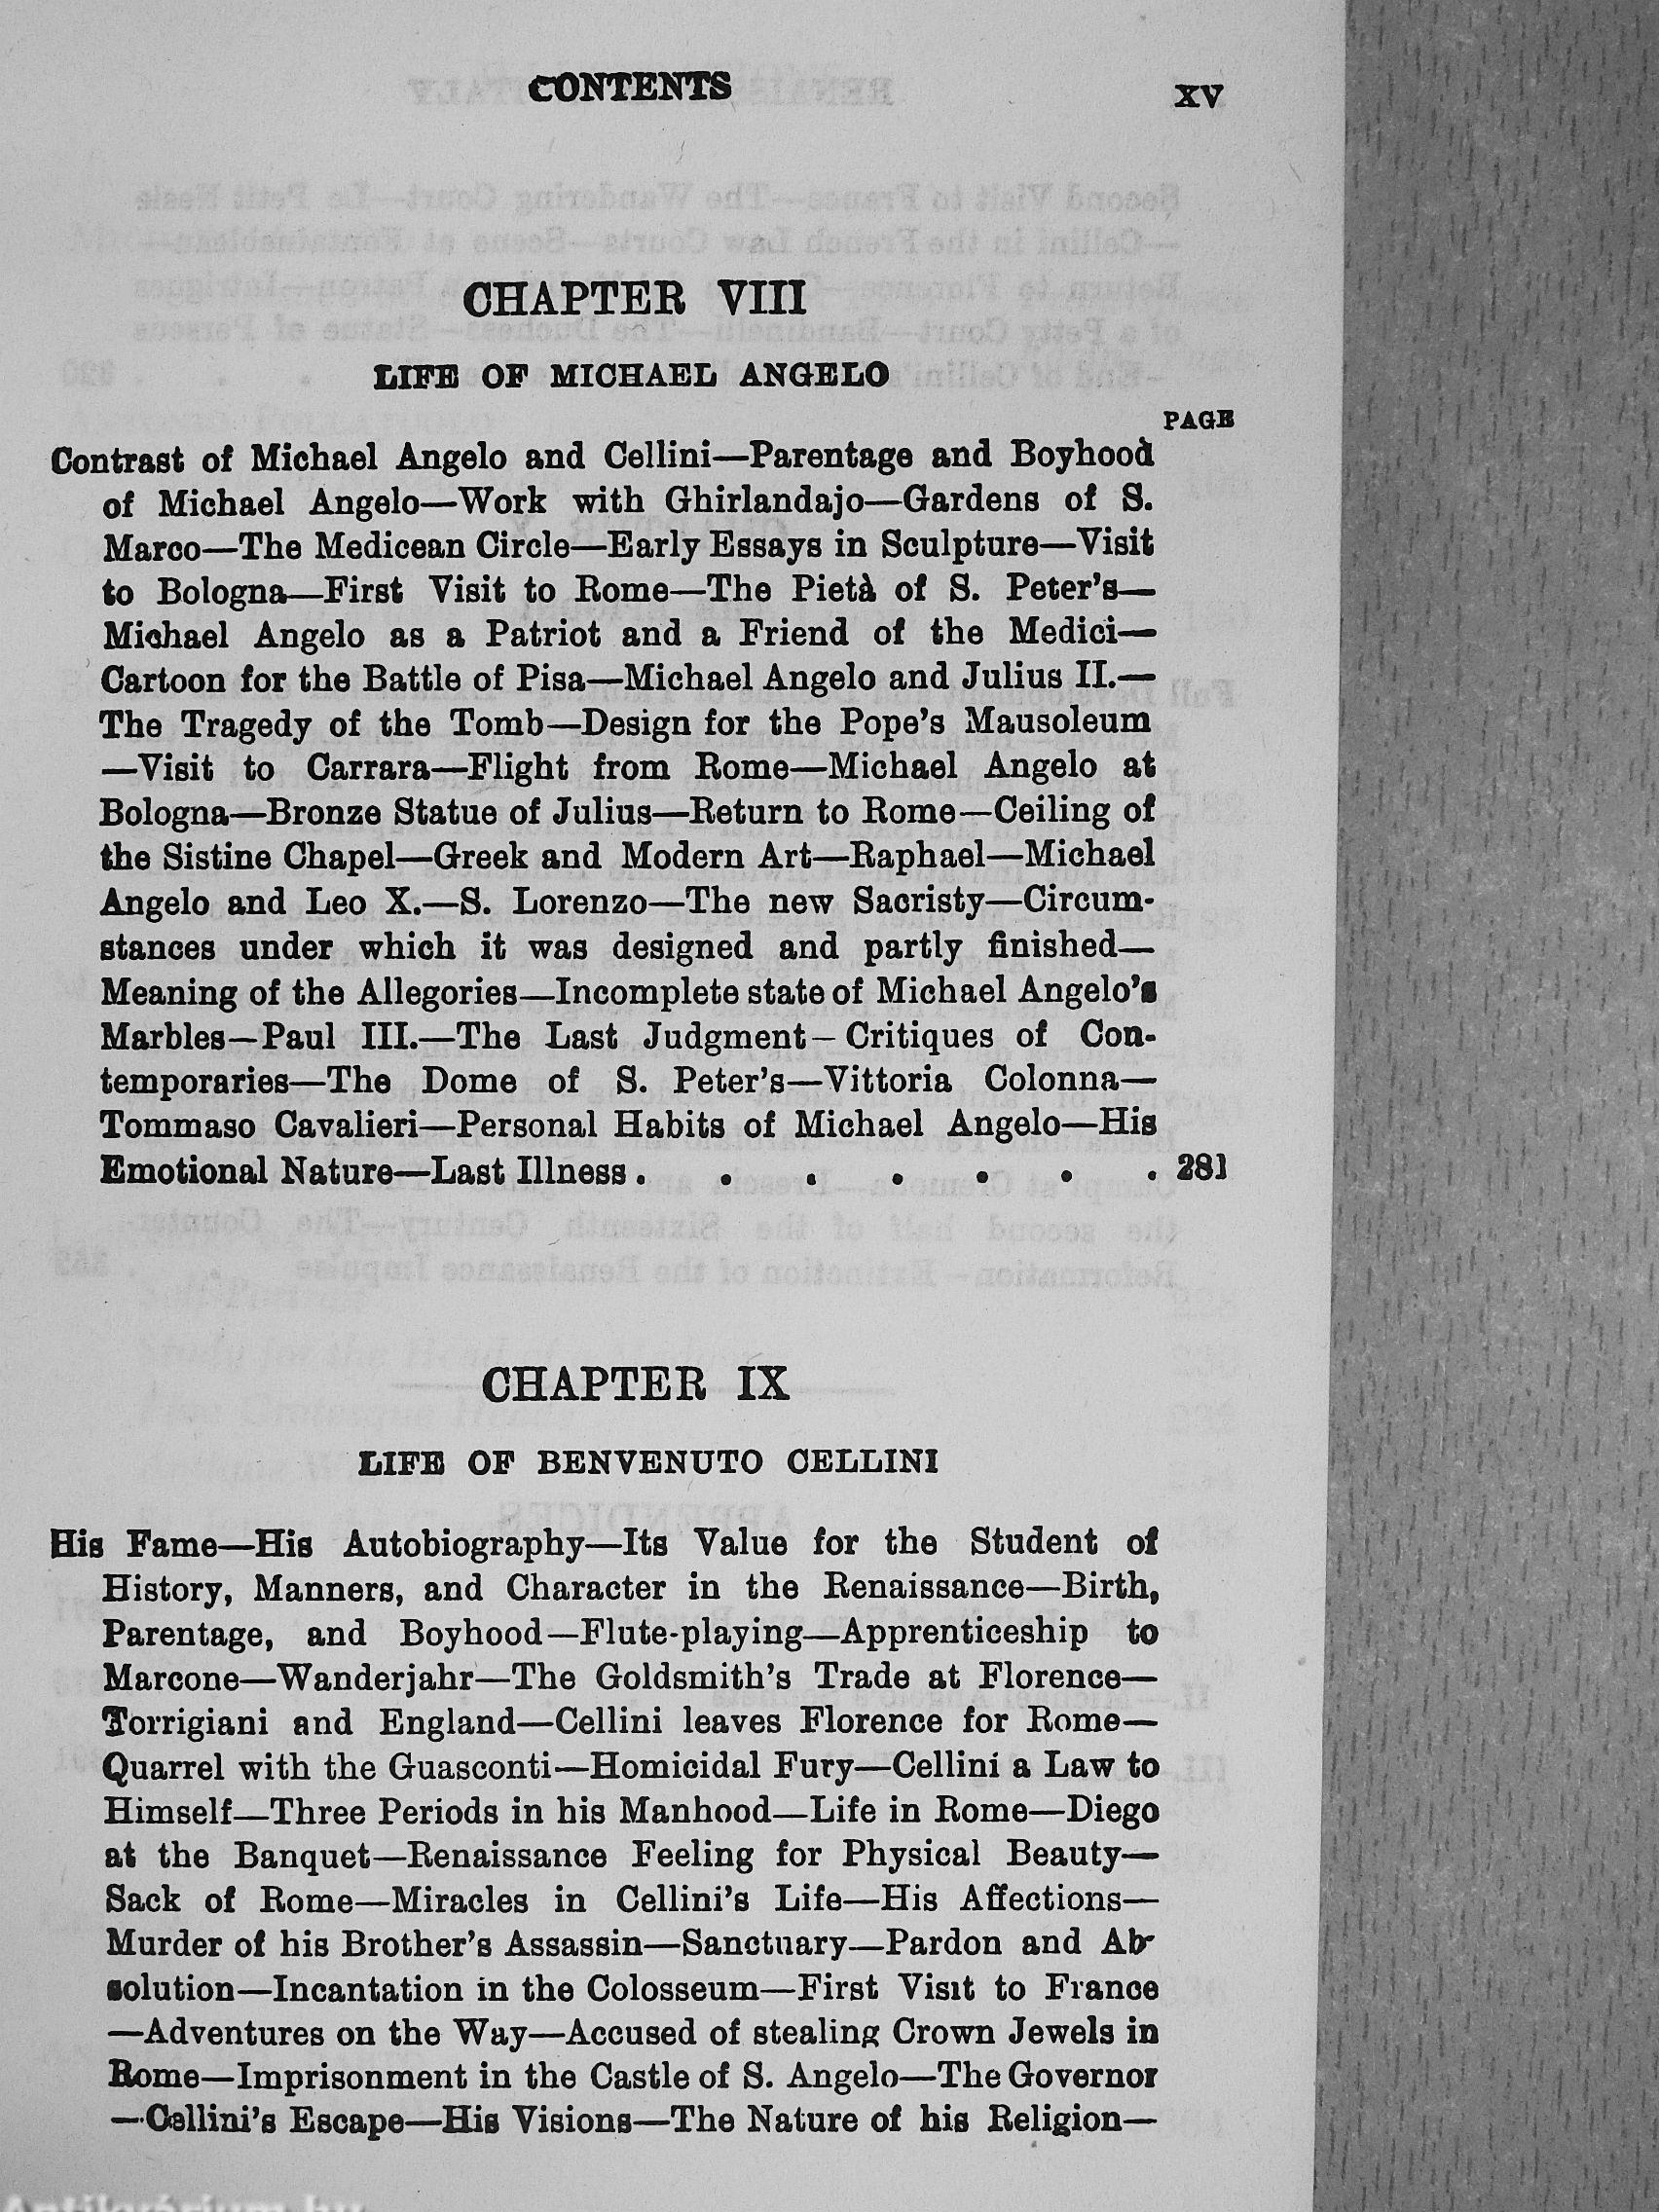 CONTENTS XV
CHAPTER VIII
LIFE OF MICHAEL ANGELO
PAGE
Contrast of Michael Angelo and Cellini—Parentage and Boyhood
of Michael Angelo—Work with Ghirlandajo—Gardens of S.
Marco—The Medicean Circle—Early Essays in Sculpture—Visit
to Bologna—First Visit to Rome—The Pietà of S. Peter's—
Michael Angelo as a Patriot and a Friend of the Medici—
Cartoon for the Battle of Pisa—Michael Angelo and Julius II.—
The Tragedy of the Tomb—Design for the Pope's Mausoleum
—Visit to Carrara—Flight from Rome—Michael Angelo at
Bologna—Bronze Statue of Julius—Return to Rome—Ceiling of
the Sistine Chapel—Greek and Modern Art—Raphael—Michael
Angelo and Leo X.—S. Lorenzo—The new Sacristy—Circum-
stances under which it was designed and partly finished—
Meaning of the Allegories—Incomplete state of Michael Angelo's
Marbles—Paul III.—The Last Judgment—Critiques of Con-
temporaries—The Dome of S. Peter's—Vittoria Colonna—
Tommaso Cavalieri—Personal Habits of Michael Angelo—His
Emotional Nature—Last Illness . . . . . . . 281
CHAPTER IX
LIFE OF BENVENUTO CELLINI
His Fame—His Autobiography—Its Value for the Student of
History, Manners, and Character in the Renaissance—Birth,
Parentage, and Boyhood—Flute-playing—Apprenticeship to
Marcone—Wanderjahr—The Goldsmith's Trade at Florence—
Torrigiani and England—Cellini leaves Florence for Rome—
Quarrel with the Guasconti—Homicidal Fury—Cellini a Law to
Himself—Three Periods in his Manhood—Life in Rome—Diego
at the Banquet—Renaissance Feeling for Physical Beauty—
Sack of Rome—Miracles in Cellini's Life—His Affections—
Murder of his Brother's Assassin—Sanctuary—Pardon and Ab-
solution—Incantation in the Colosseum—First Visit to France
—Adventures on the Way—Accused of stealing Crown Jewels in
Rome—Imprisonment in the Castle of S. Angelo—The Governor
—Cellini's Escape—His Visions—The Nature of his Religion—